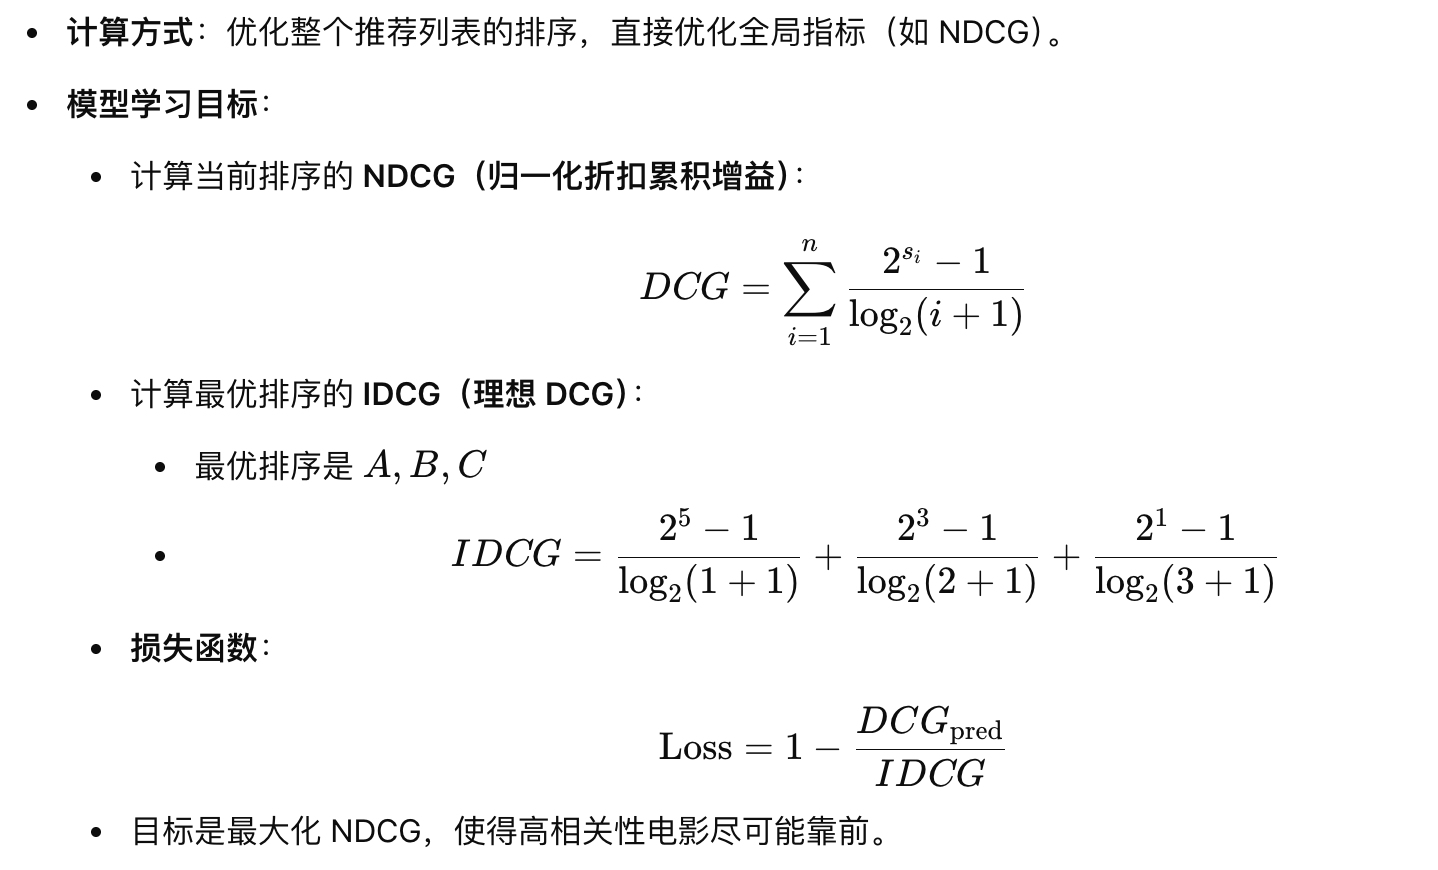 • 计算方式：优化整个推荐列表的排序，直接优化全局指标（如 NDCG）。
• 模型学习目标：
• 计算当前排序的 NDCG（归一化折扣累积增益）：
DCG = \sum_{i=1}^{n} \frac{2^{s_i} - 1}{\log_2(i + 1)}
• 计算最优排序的 IDCG（理想 DCG）：
• 最优排序是 A, B, C
• IDCG = \frac{2^5 - 1}{\log_2(1 + 1)} + \frac{2^3 - 1}{\log_2(2 + 1)} + \frac{2^1 - 1}{\log_2(3 + 1)}
• 损失函数：
Loss = 1 - \frac{DCG_{pred}}{IDCG}
• 目标是最大化 NDCG，使得高相关性电影尽可能靠前。